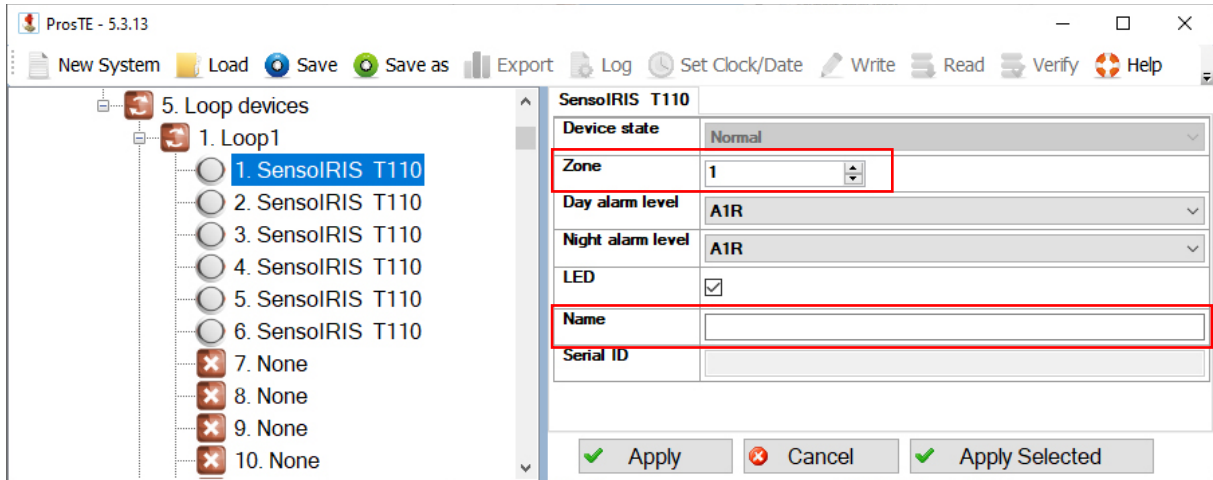 ProsTE - 5.3.13
New System Load Save Save as Export Log Set Clock/Date Write Read Verify Help
5. Loop devices
1. Loop1
1. SensoIRIS T110
2. SensoIRIS T110
3. SensoIRIS T110
4. SensoIRIS T110
5. SensoIRIS T110
6. SensoIRIS T110
7. None
8. None
9. None
10. None
SensoIRIS T110
Device state Normal
Zone 1
Day alarm level A1R
Night alarm level A1R
LED
Name
Serial ID
Apply Cancel Apply Selected